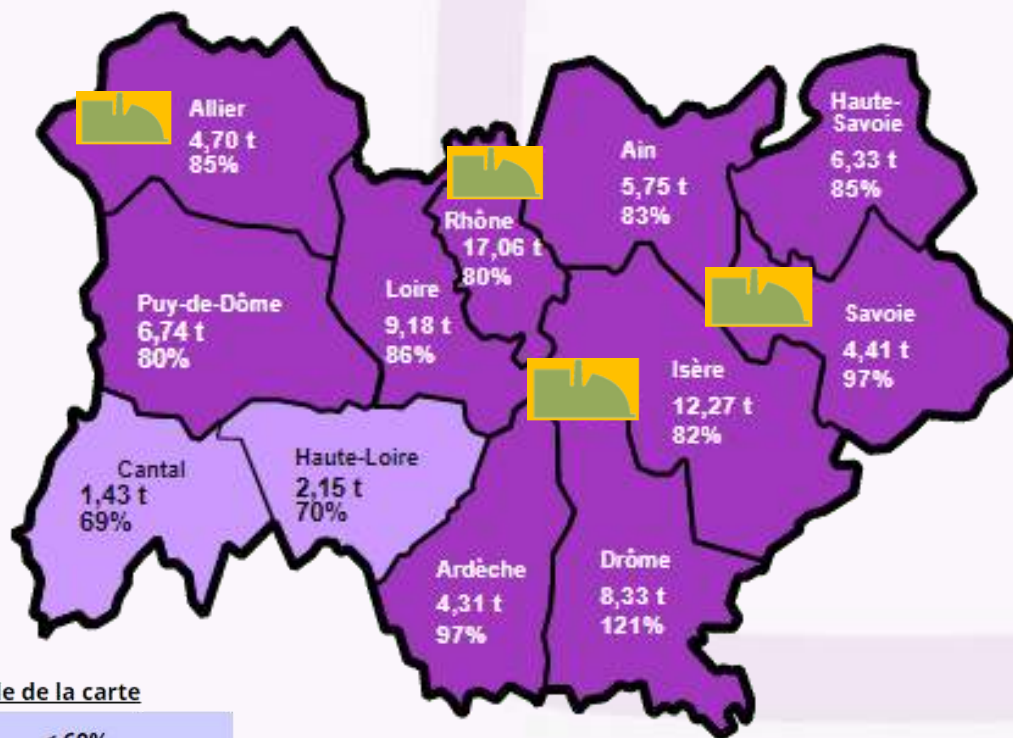 Allier
4,70 t
85%
Haute-
Savoie
6,33 t
85%
Ain
5,75 t
83%
Rhône
17,06 t
80%
Puy-de-Dôme
6,74 t
80%
Loire
9,18 t
86%
Savoie
4,41 t
97%
Isère
12,27 t
82%
Cantal
1,43 t
69%
Haute-Loire
2,15 t
70%
Ardèche
4,31 t
97%
Drôme
8,33 t
121%
de la carte